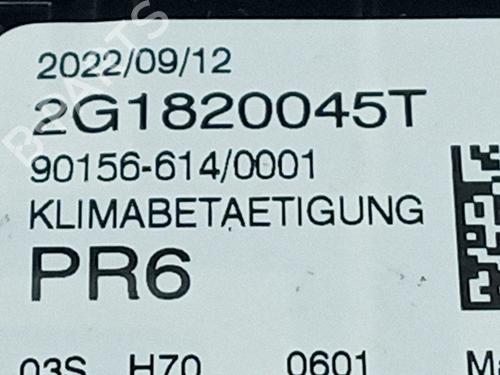 2022/09/12
2G1820045T
90156-614/0001
KLIMABETAETIGUNG
PR6
03S H70 0601